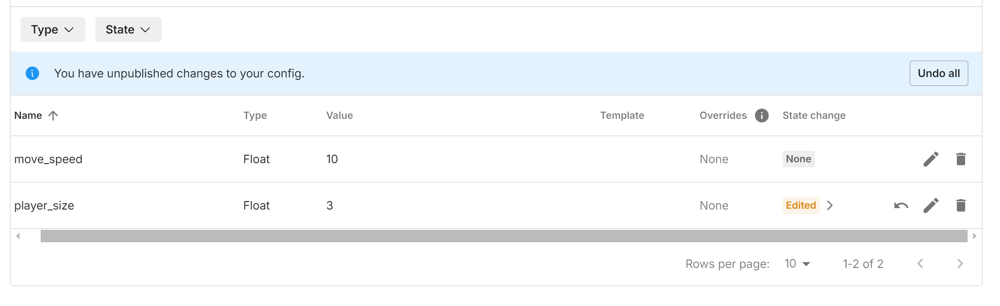 Type State
You have unpublished changes to your config. Undo all
Name Type Value Template Overrides State change
move_speed Float 10 None None
player_size Float 3 None Edited
Rows per page: 10 1-2 of 2